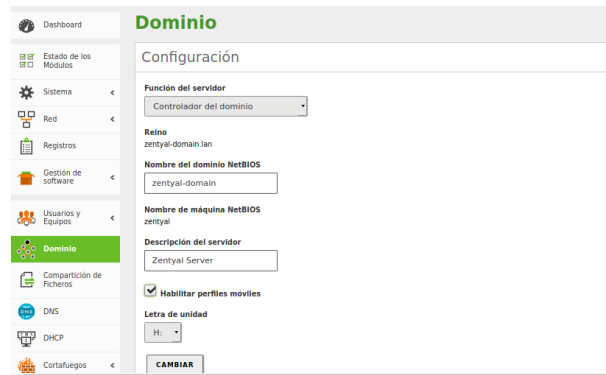 Dashboard
Estado de los
Módulos
Sistema
Red
Registros
Gestión de
software
Usuarios y
Equipos
Dominio
Compartición de
Ficheros
DNS
DNS
DHCP
Cortafuegos
Dominio
Configuración
Función del servidor
Controlador del dominio
Reino
zentyal-domain.lan
Nombre del dominio NetBIOS
zentyal-domain
Nombre de máquina NetBIOS
zentyal
Descripción del servidor
Zentyal Server
Habilitar perfiles móviles
Letra de unidad
H:
CAMBIAR